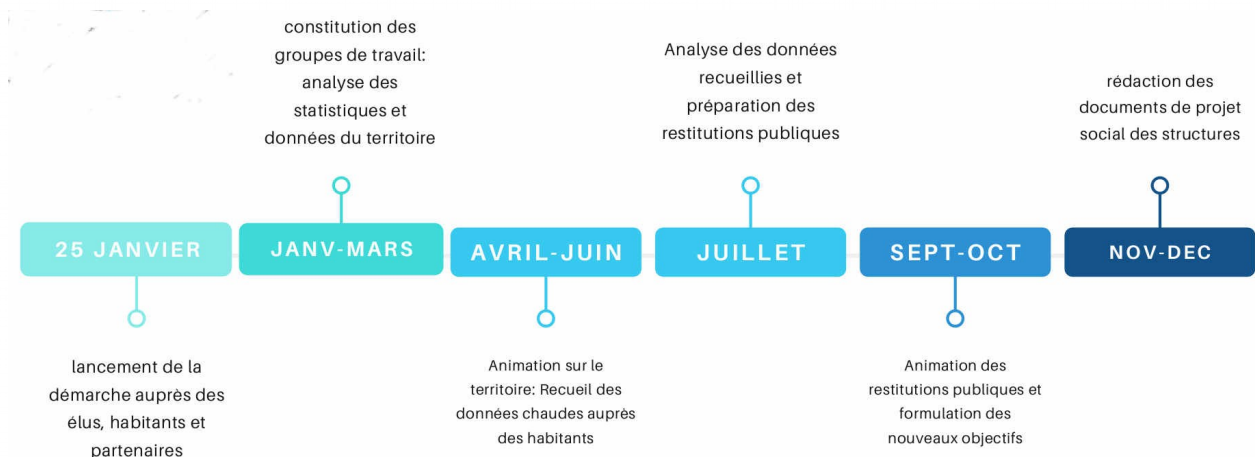 constitution des
groupes de travail:
analyse des
statistiques et
données du territoire
Analyse des données
recueillies et
préparation des
restitutions publiques
rédaction des
documents de projet
social des structures
25 JANVIER
JANV-MARS
AVRIL-JUIN
JUILLET
SEPT-OCT
NOV-DEC
lancement de la
démarche auprès des
élus, habitants et
partenaires
Animation sur le
territoire: Recueil des
données chaudes auprès
des habitants
Animation des
restitutions publiques et
formulation des
nouveaux objectifs